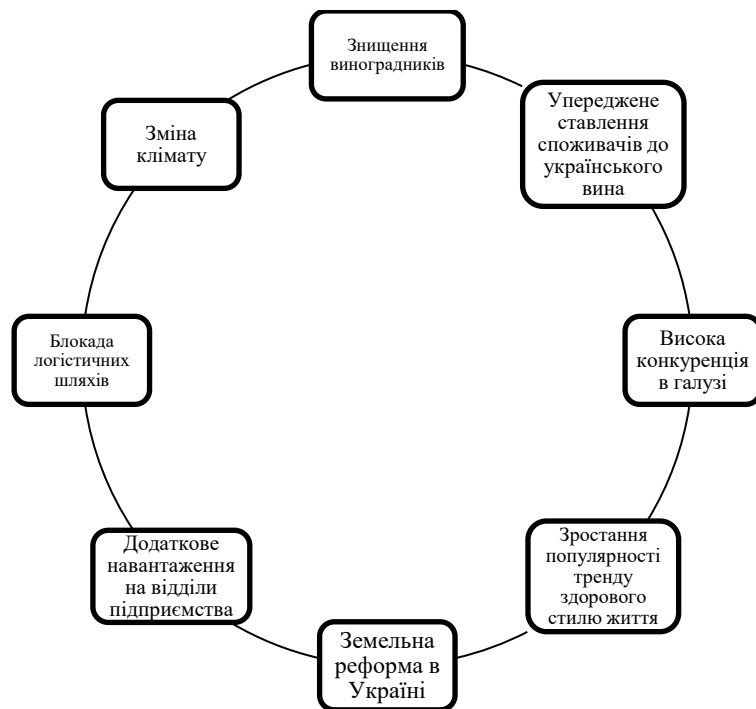 Знищення
виноградників
Упереджене
ставлення
споживачів до
українського
вина
Висока
конкуренція
в галузі
Зростання
популярності
тренду
здорового
стилю життя
Земельна
реформа в
Україні
Додаткове
навантаження
на відділи
підприємства
Блокада
логістичних
шляхів
Зміна
клімату